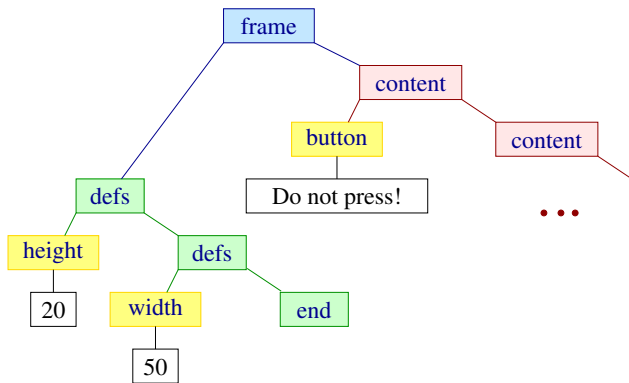 frame
content
button
content
Do not press!
defs
...
height
defs
20
width
end
50